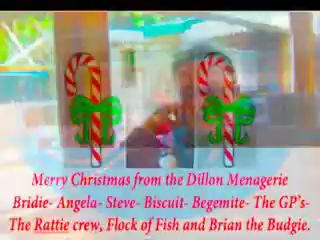 Merry Christmas from the Dillon Menagerie
Bridie- Angela- Steve- Biscuit- Begemite- The GP's-
The Rattie crew, Flock of Fish and Brian the Budgie.